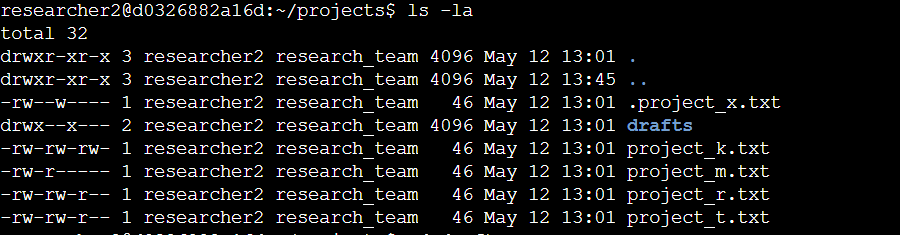 researcher2@d0326882a16d:~/projects$ ls -la
total 32
drwxr-xr-x 3 researcher2 research_team 4096 May 12 13:01 .
drwxr-xr-x 3 researcher2 research_team 4096 May 12 13:45 ..
-rw--w---- 1 researcher2 research_team   46 May 12 13:01 .project_x.txt
drwx--x--- 2 researcher2 research_team 4096 May 12 13:01 drafts
-rw-rw-rw- 1 researcher2 research_team   46 May 12 13:01 project_k.txt
-rw-r----- 1 researcher2 research_team   46 May 12 13:01 project_m.txt
-rw-rw-r-- 1 researcher2 research_team   46 May 12 13:01 project_r.txt
-rw-rw-r-- 1 researcher2 research_team   46 May 12 13:01 project_t.txt